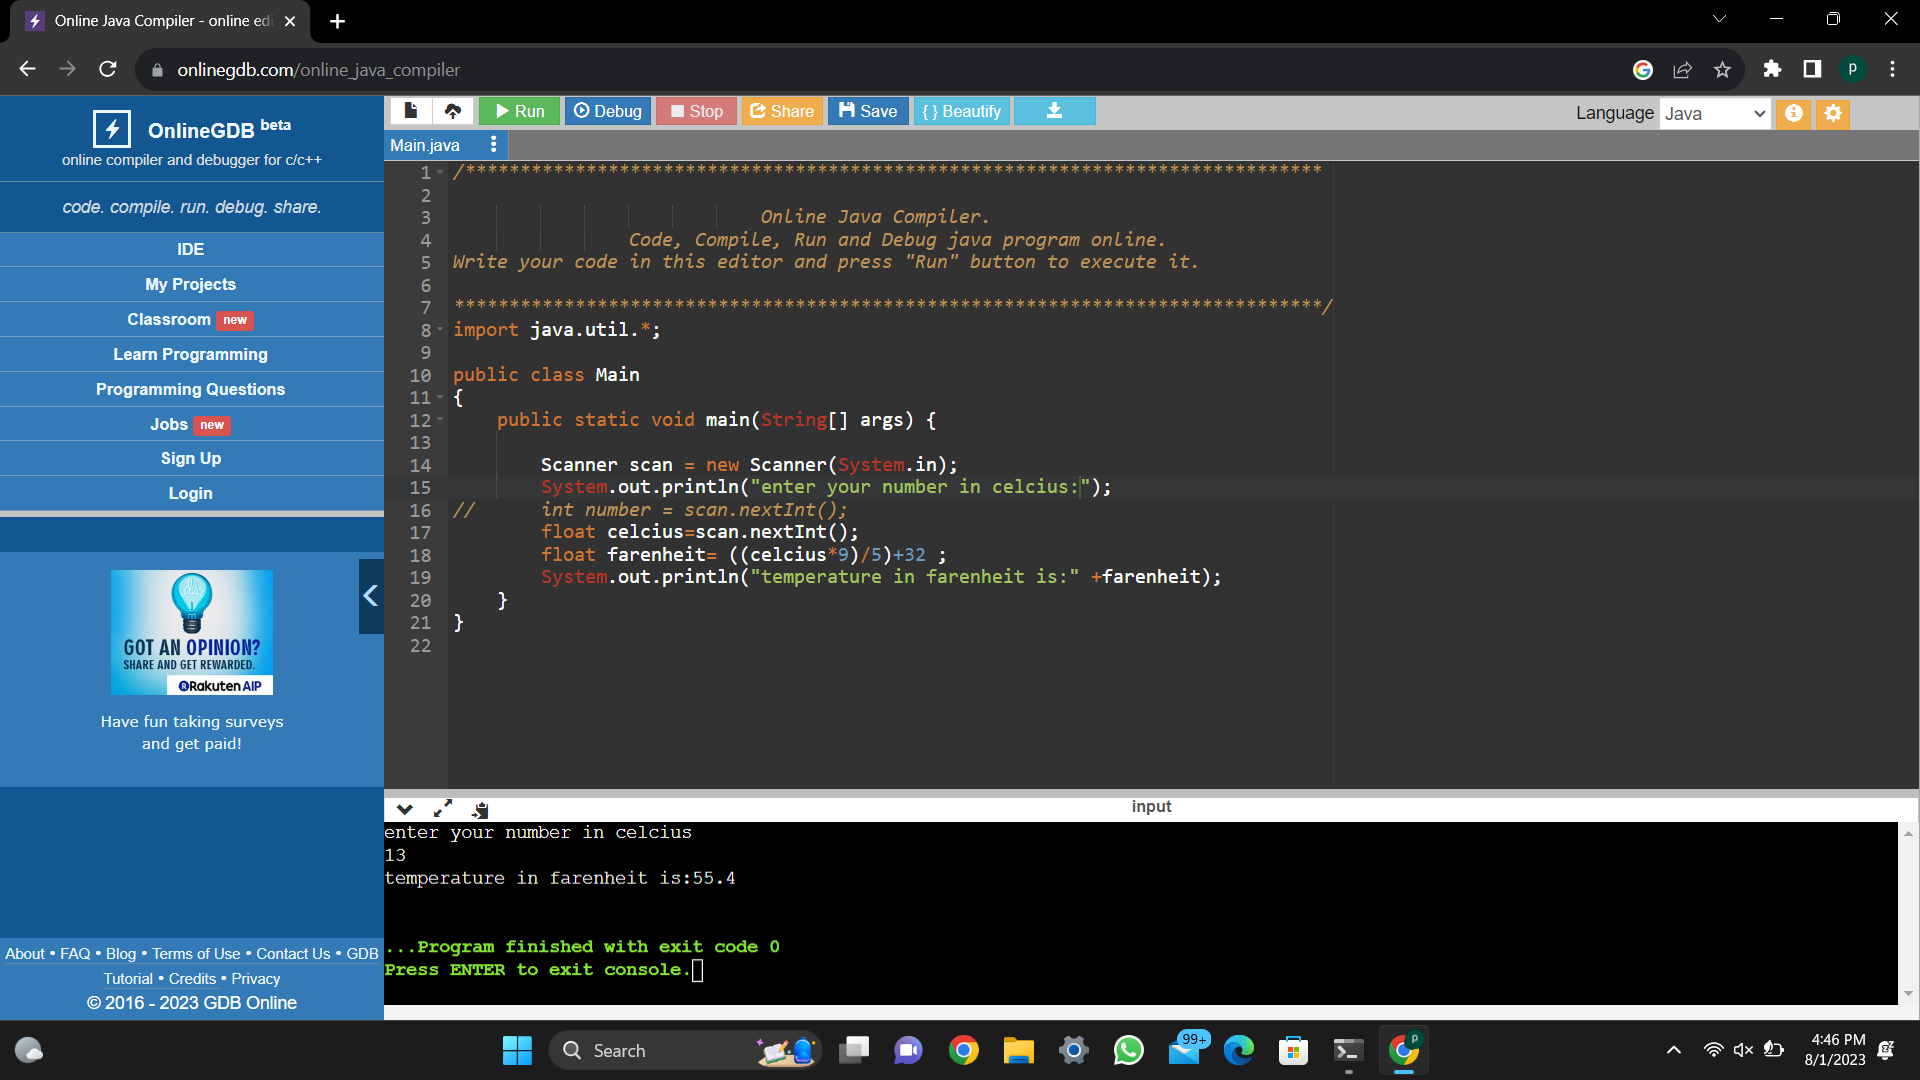 Online Java Compiler - online edi
onlinegdb.com/online_java_compiler
p
OnlineGDB beta
online compiler and debugger for c/c++
code. compile. run. debug. share.
IDE
My Projects
Classroom new
Learn Programming
Programming Questions
Jobs new
Sign Up
Login
GOT AN OPINION?
SHARE AND GET REWARDED.
Rakuten AIP
Have fun taking surveys
and get paid!
About • FAQ • Blog • Terms of Use • Contact Us • GDB
Tutorial • Credits • Privacy
© 2016 - 2023 GDB Online
Run Debug Stop Share Save { } Beautify
Language Java
Main.java
1 /******************************************************************************
2
3 Online Java Compiler.
4 Code, Compile, Run and Debug java program online.
5 Write your code in this editor and press "Run" button to execute it.
6
7 *******************************************************************************/
8 import java.util.*;
9
10 public class Main
11 {
12 public static void main(String[] args) {
13
14 Scanner scan = new Scanner(System.in);
15 System.out.println("enter your number in celcius:");
16 // int number = scan.nextInt();
17 float celcius=scan.nextInt();
18 float farenheit= ((celcius*9)/5)+32 ;
19 System.out.println("temperature in farenheit is:" +farenheit);
20 }
21 }
22
input
enter your number in celcius
13
temperature in farenheit is:55.4
...Program finished with exit code 0
Press ENTER to exit console.
Search
99+
p
4:46 PM
8/1/2023